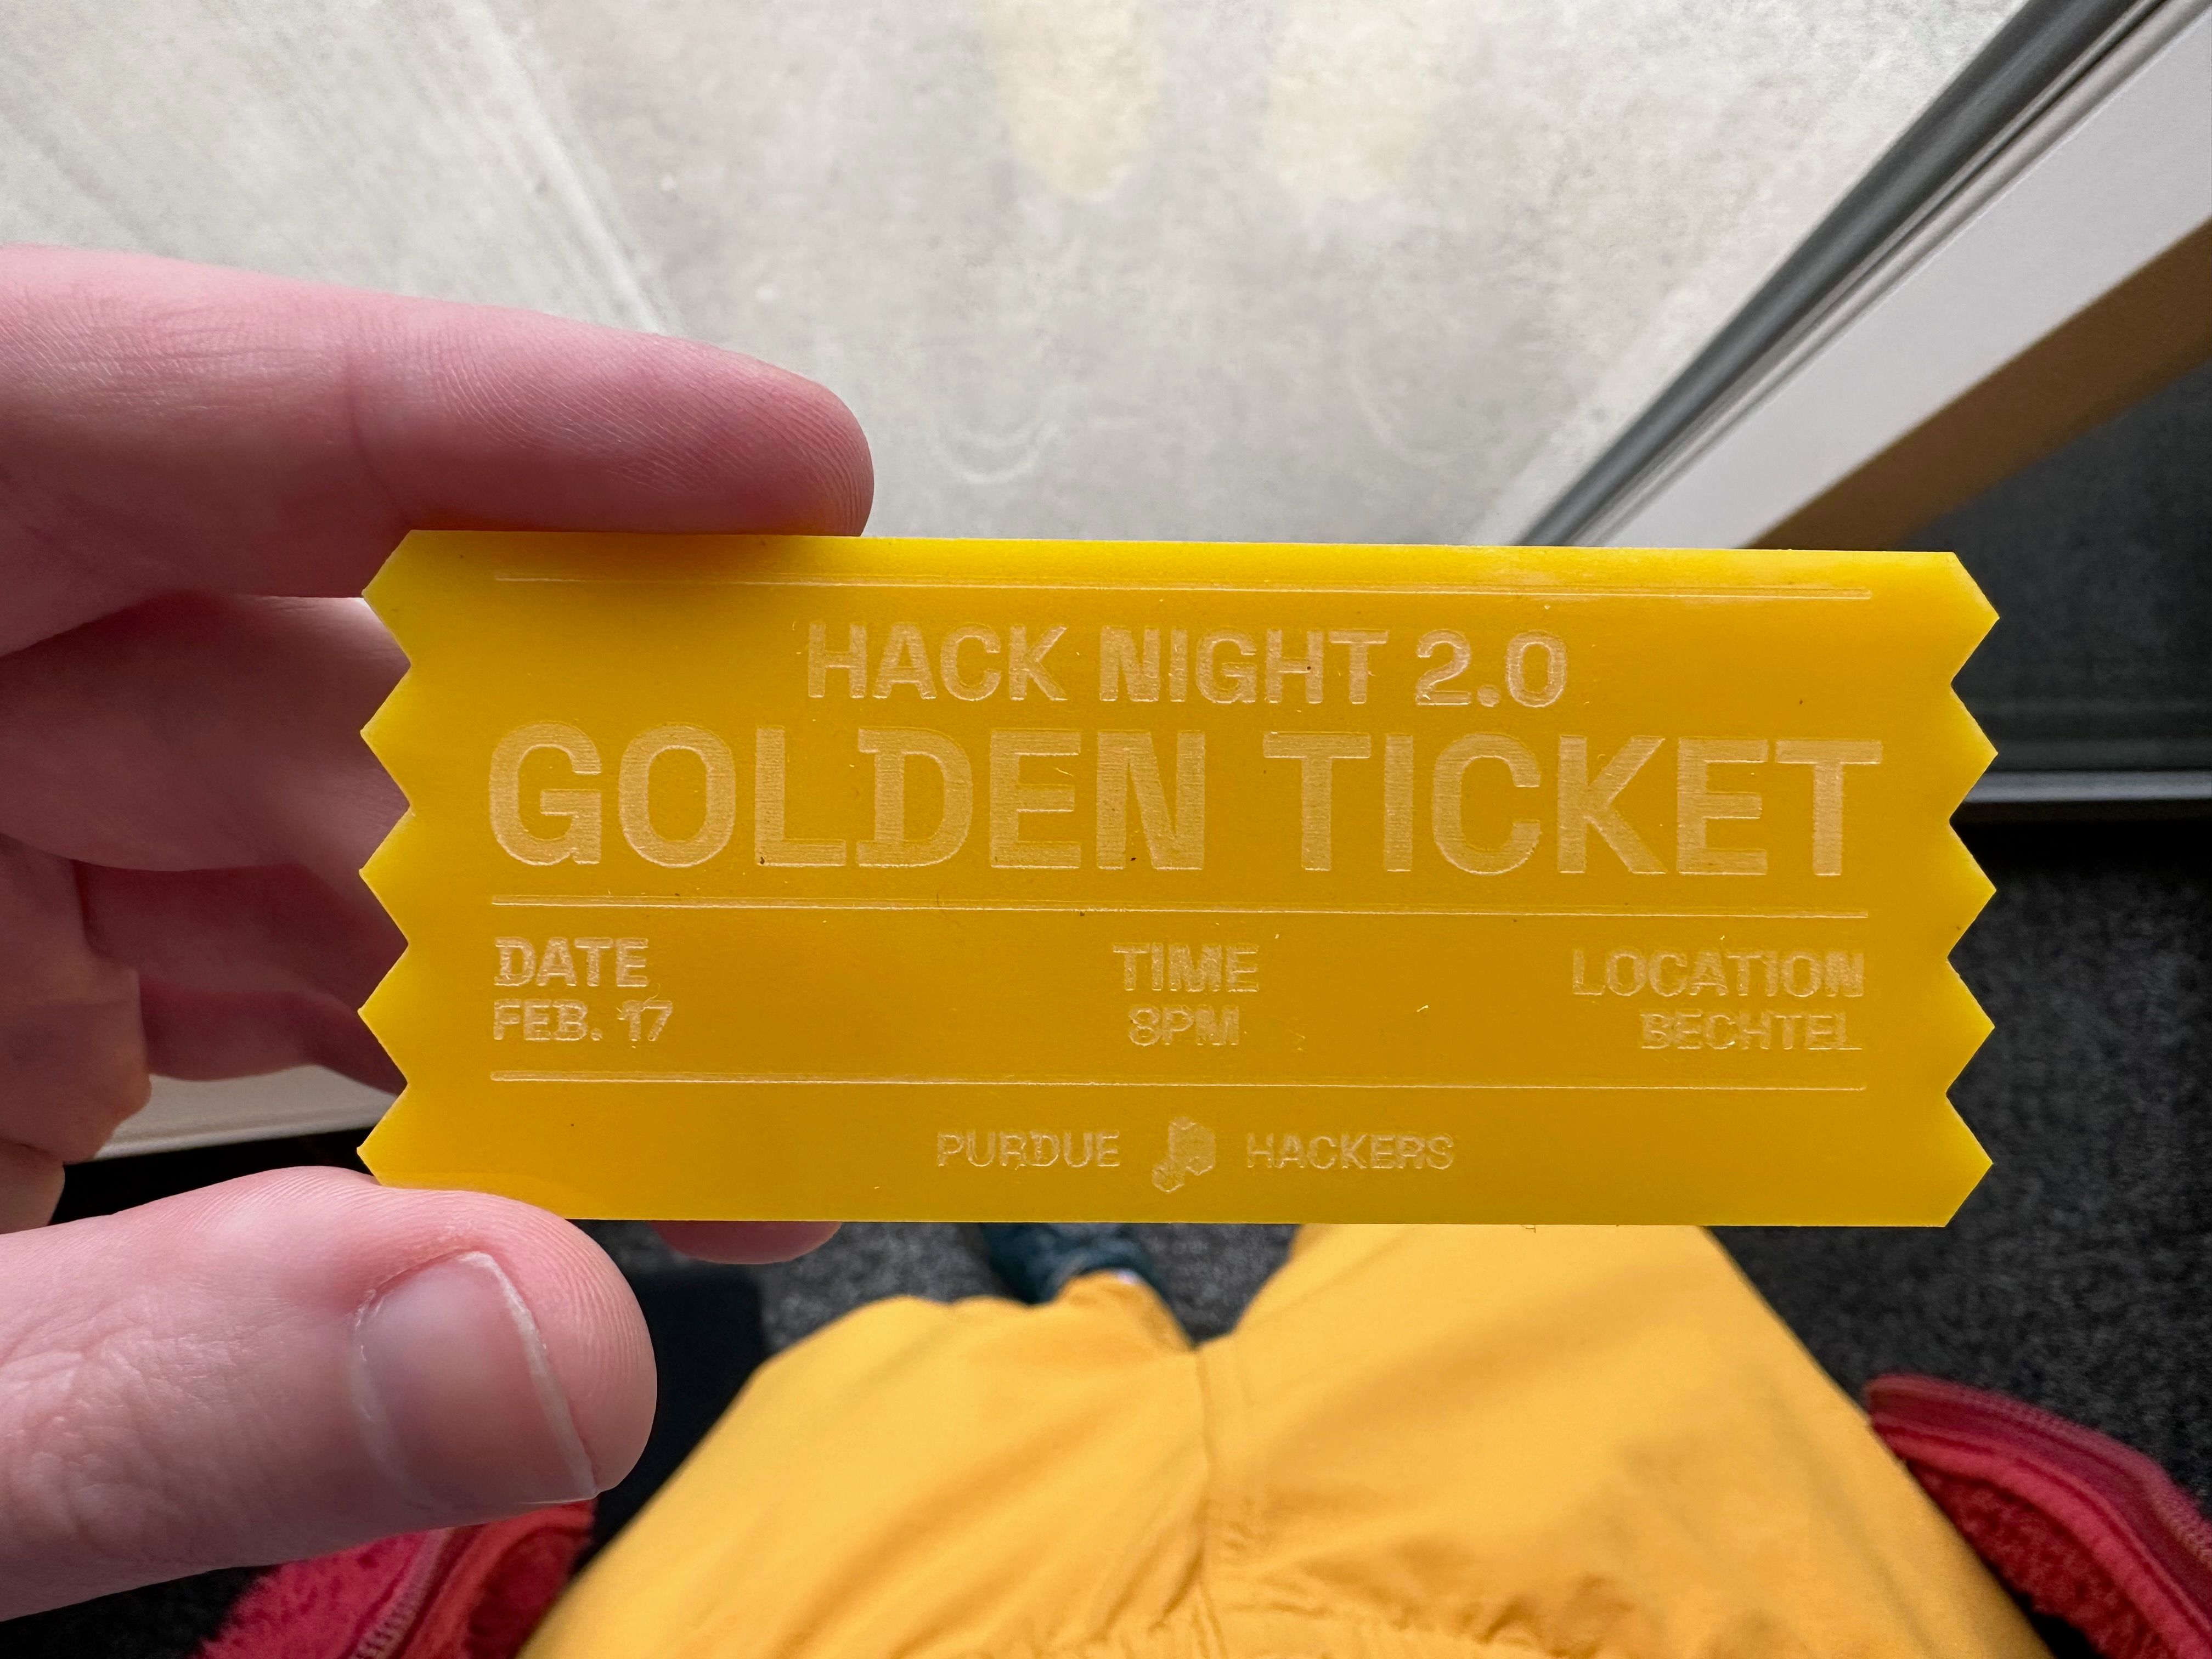 HACK NIGHT 2.0
GOLDEN TICKET
DATE
FEB. 17
TIME
8PM
LOCATION
BECHTEL
PURDUE HACKERS